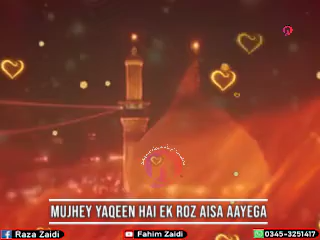 MUJHEY YAQEEN HAI EK ROZ AISA AAYEGA
Raza Zaidi
Fahim Zaidi
0345-3251417